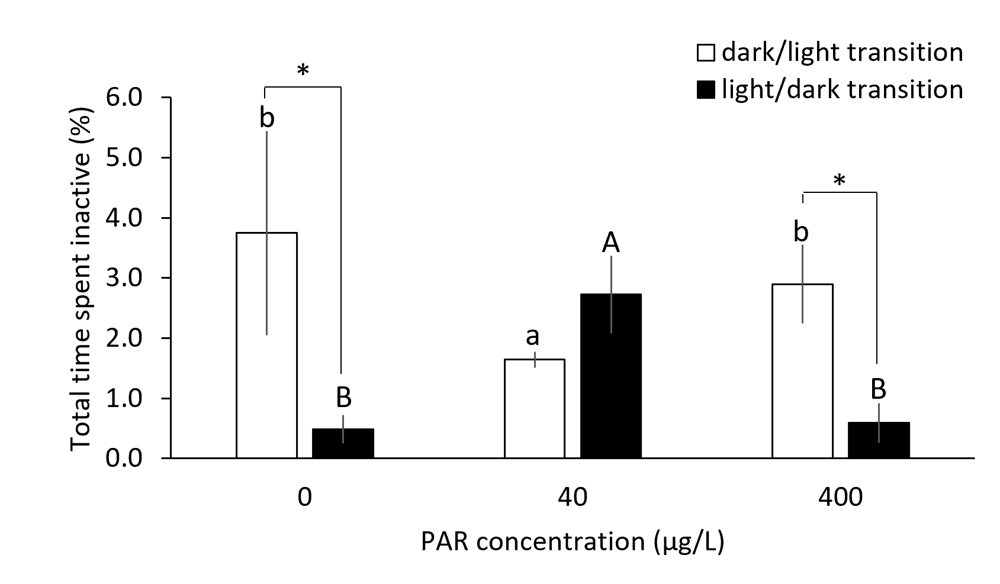 dark/light transition
light/dark transition
*
6.0
b
5.0
*
4.0
b
A
3.0
a
2.0
B
B
1.0
0.0
Total time spent inactive (%)
0
40
400
PAR concentration (µg/L)